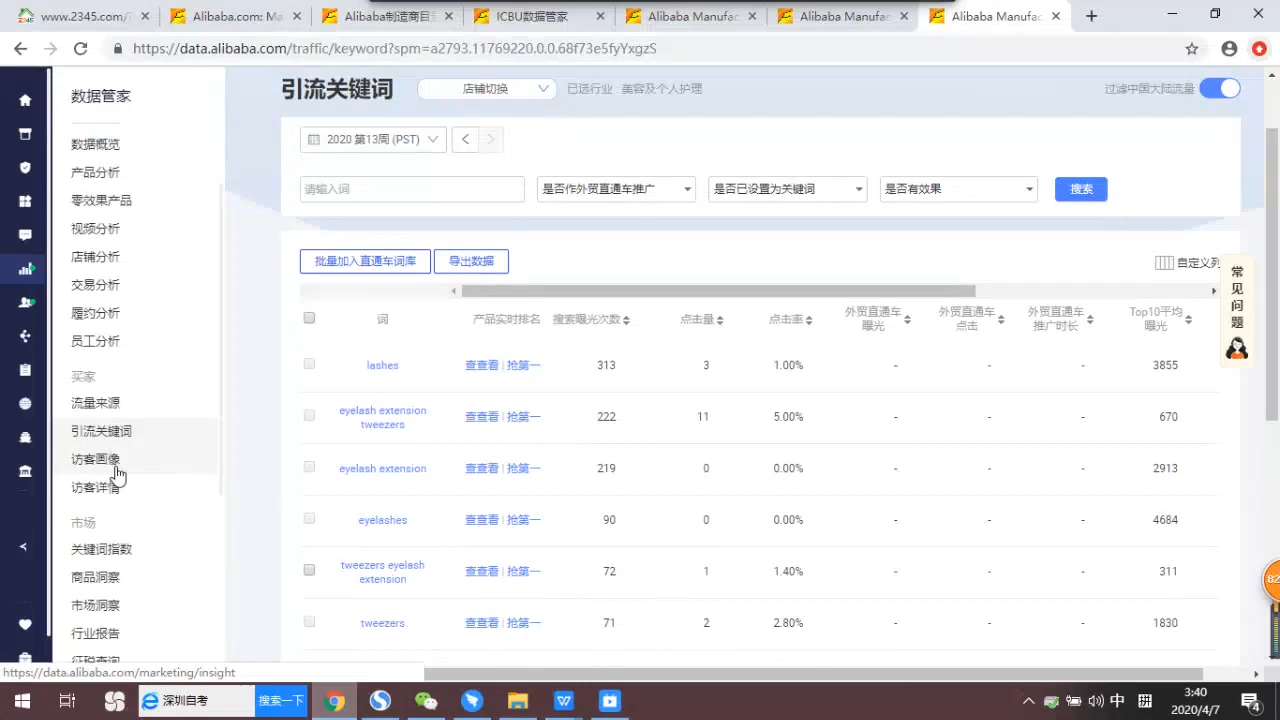 www.2345.com/T
Alibaba.com: Ma
Alibaba制造商目
ICBU数据管家
Alibaba Manufac
Alibaba Manufac
Alibaba Manufac
https://data.alibaba.com/traffic/keyword?spm=a2793.11769220.0.0.68f73e5fyYxgzS
数据管家
数据概览
产品分析
零效果产品
视频分析
店铺分析
交易分析
履约分析
员工分析
买家
流量来源
引流关键词
访客画像
访客详情
市场
关键词指数
商品洞察
市场洞察
行业报告
征税查询
引流关键词
店铺切换
已选行业 美容及个人护理
过滤中国大陆流量
2020 第13周 (PST)
请输入词
是否作外贸直通车推广
是否已设置为关键词
是否有效果
搜索
批量加入直通车词库
导出数据
自定义列
常见问题
词 产品实时排名 搜索曝光次数 点击量 点击率 外贸直通车曝光 外贸直通车点击 外贸直通车推广时长 Top10平均曝光
lashes 查查看 | 抢第一 313 3 1.00% - - - 3855
eyelash extension tweezers 查查看 | 抢第一 222 11 5.00% - - - 670
eyelash extension 查查看 | 抢第一 219 0 0.00% - - - 2913
eyelashes 查查看 | 抢第一 90 0 0.00% - - - 4684
tweezers eyelash extension 查查看 | 抢第一 72 1 1.40% - - - 311
tweezers 查查看 | 抢第一 71 2 2.80% - - - 1830
82
https://data.alibaba.com/marketing/insight
深圳自考
搜索一下
中
拼
3:40
2020/4/7
4